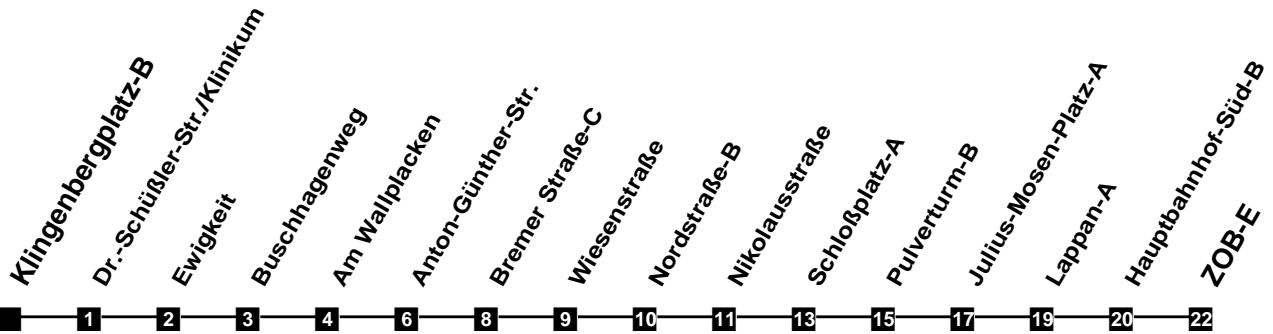 Klingenbergplatz-B
Dr.-Schüßler-Str./Klinikum
Ewigkeit
Buschhagenweg
Am Wallplacken
Anton-Günther-Str.
Bremer Straße-C
Wiesenstraße
Nordstraße-B
Nikolausstraße
Schloßplatz-A
Pulverturm-B
Julius-Mosen-Platz-A
Lappan-A
Hauptbahnhof-Süd-B
ZOB-E
1 2 3 4 6 8 9 10 11 13 15 17 19 20 22